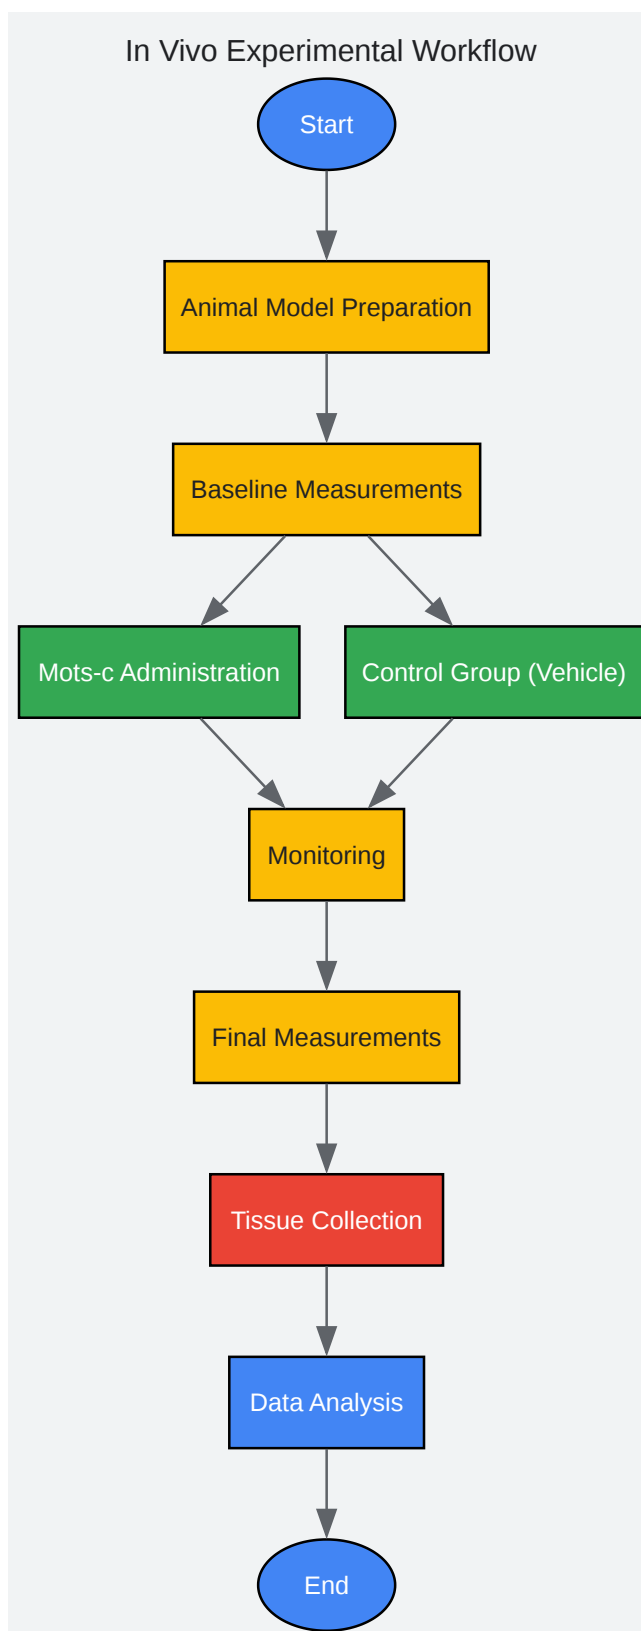 In Vivo Experimental Workflow
Start
Animal Model Preparation
Baseline Measurements
Mots-c Administration
Control Group (Vehicle)
Monitoring
Final Measurements
Tissue Collection
Data Analysis
End